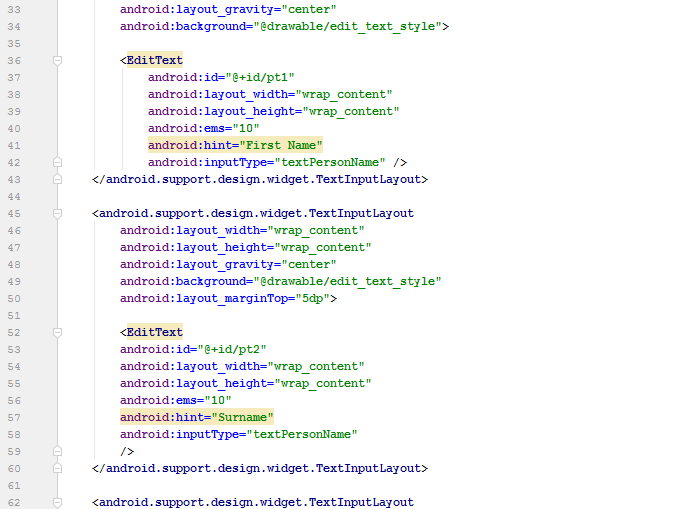 33 android:layout_gravity="center"
34 android:background="@drawable/edit_text_style">
35
36 <EditText
37 android:id="@+id/pt1"
38 android:layout_width="wrap_content"
39 android:layout_height="wrap_content"
40 android:ems="10"
41 android:hint="First Name"
42 android:inputType="textPersonName" />
43 </android.support.design.widget.TextInputLayout>
44
45 <android.support.design.widget.TextInputLayout
46 android:layout_width="wrap_content"
47 android:layout_height="wrap_content"
48 android:layout_gravity="center"
49 android:background="@drawable/edit_text_style"
50 android:layout_marginTop="5dp">
51
52 <EditText
53 android:id="@+id/pt2"
54 android:layout_width="wrap_content"
55 android:layout_height="wrap_content"
56 android:ems="10"
57 android:hint="Surname"
58 android:inputType="textPersonName"
59 />
60 </android.support.design.widget.TextInputLayout>
61
62 <android.support.design.widget.TextInputLayout